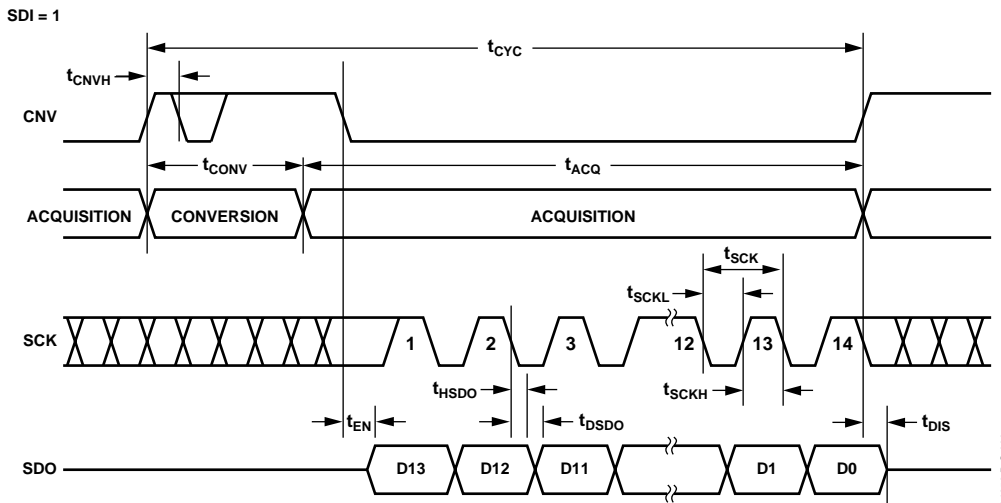 SDI = 1
tCYC
tCNVH
CNV
tCONV
tACQ
ACQUISITION
CONVERSION
ACQUISITION
tSCK
tSCKL
SCK
1
2
3
12
13
14
tHSDO
tSCKH
tEN
tDSDO
tDIS
SDO
D13
D12
D11
D1
D0